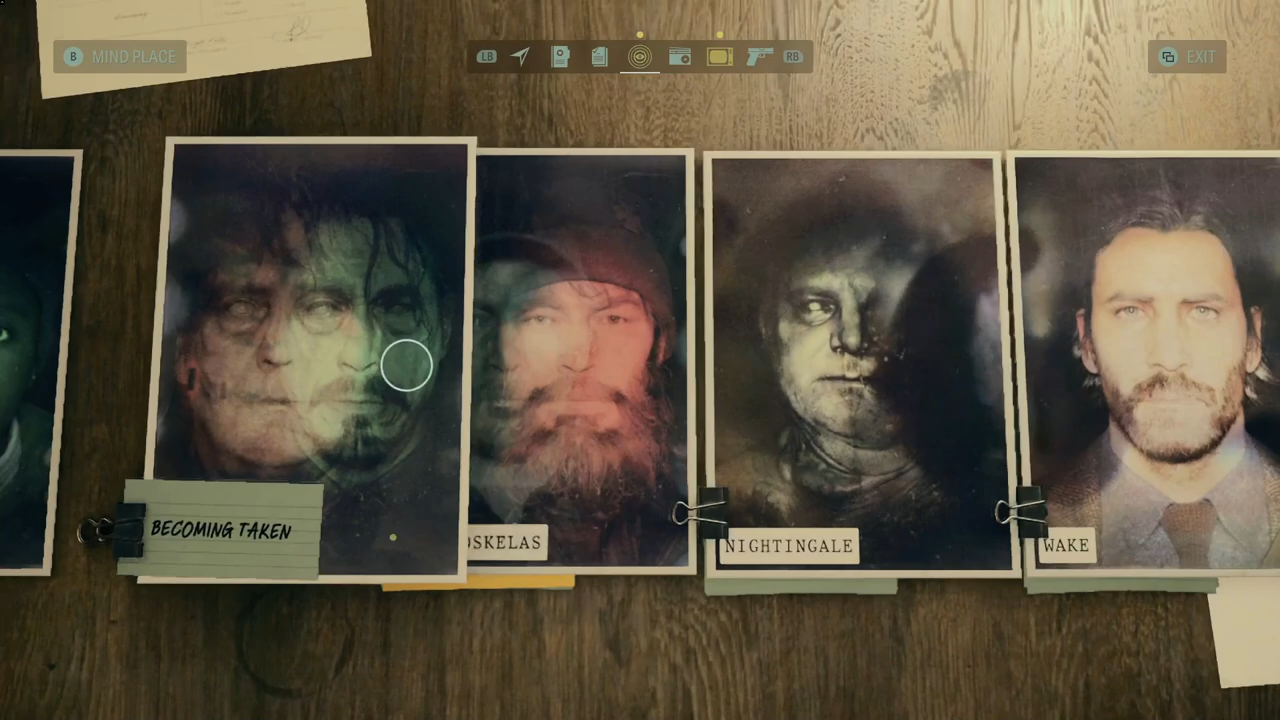 B MIND PLACE
LB
RB
EXIT
BECOMING TAKEN
OSKELAS
NIGHTINGALE
WAKE